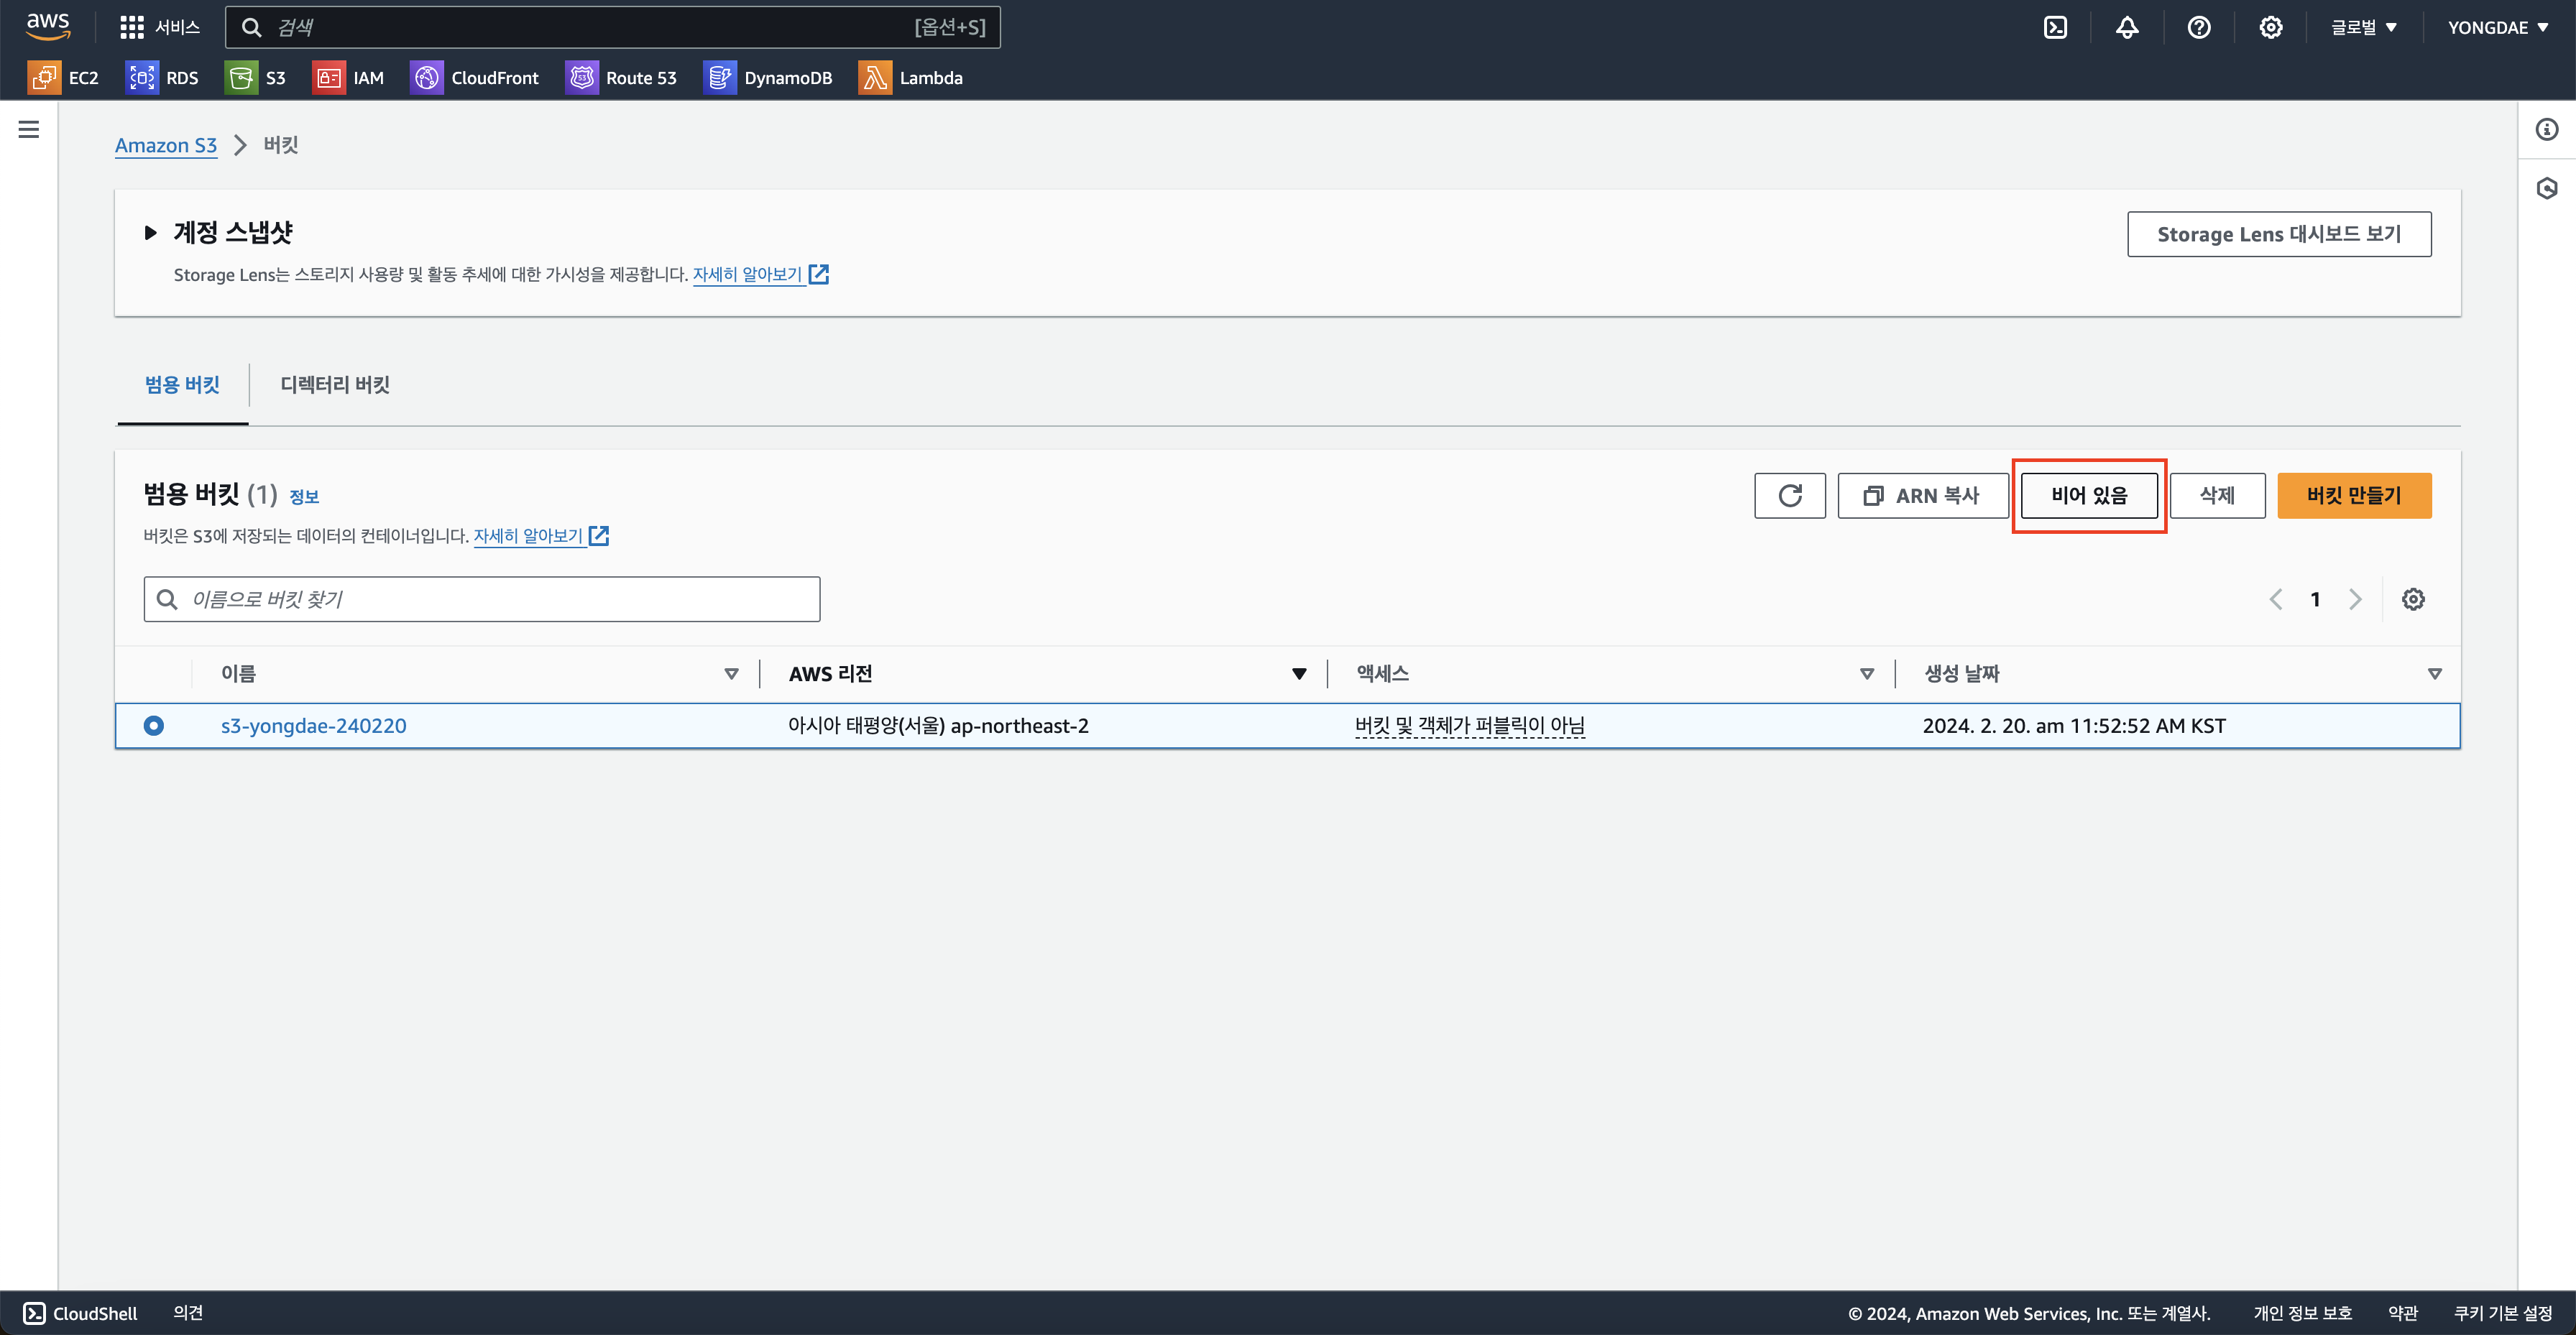 aws
서비스
검색
[옵션+S]
글로벌
YONGDAE
EC2
RDS
S3
IAM
CloudFront
Route 53
DynamoDB
Lambda
Amazon S3
버킷
계정 스냅샷
Storage Lens 대시보드 보기
Storage Lens는 스토리지 사용량 및 활동 추세에 대한 가시성을 제공합니다. 자세히 알아보기
범용 버킷
디렉터리 버킷
범용 버킷 (1) 정보
ARN 복사
비어 있음
삭제
버킷 만들기
버킷은 S3에 저장되는 데이터의 컨테이너입니다. 자세히 알아보기
이름으로 버킷 찾기
1
이름
AWS 리전
액세스
생성 날짜
s3-yongdae-240220
아시아 태평양(서울) ap-northeast-2
버킷 및 객체가 퍼블릭이 아님
2024. 2. 20. am 11:52:52 AM KST
CloudShell
의견
© 2024, Amazon Web Services, Inc. 또는 계열사.
개인 정보 보호
약관
쿠키 기본 설정